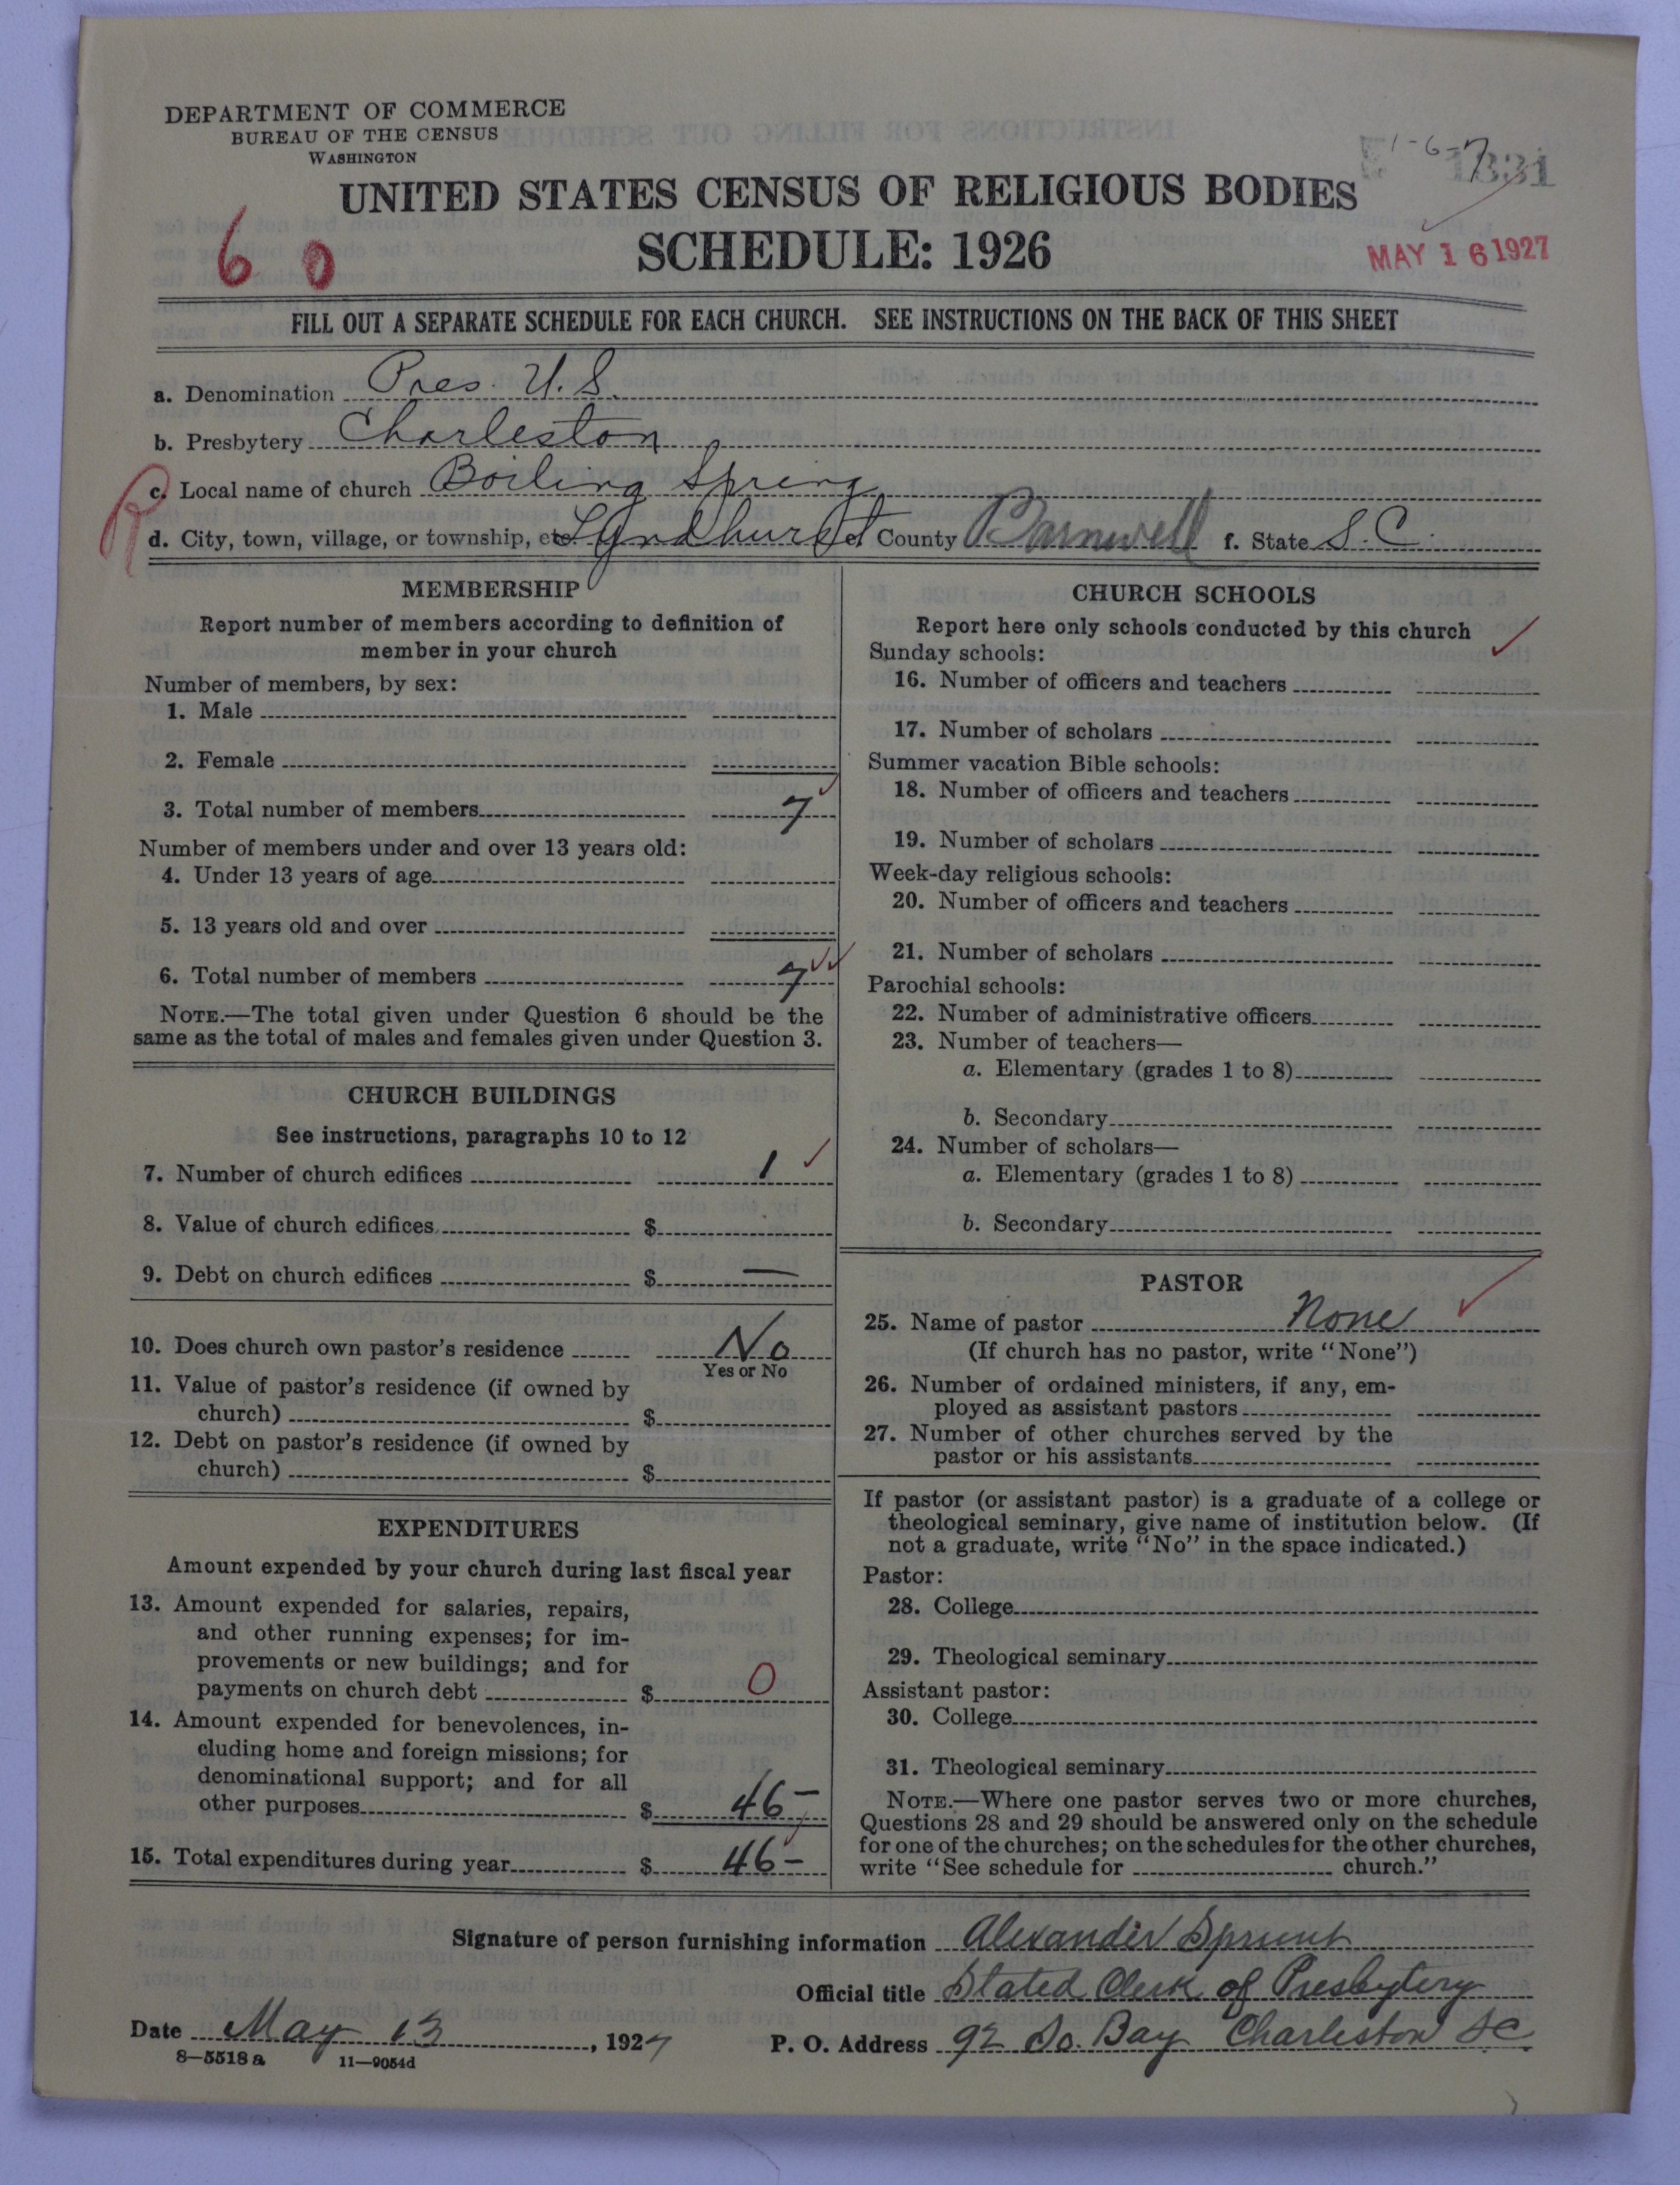 DEPARTMENT OF COMMERCE
BUREAU OF THE CENSUS
WASHINGTON
1-6-7
1331
UNITED STATES CENSUS OF RELIGIOUS BODIES
SCHEDULE: 1926
60
MAY 16 1927
FILL OUT A SEPARATE SCHEDULE FOR EACH CHURCH. SEE INSTRUCTIONS ON THE BACK OF THIS SHEET
a. Denomination Pres. U.S.
b. Presbytery Charleston
R
c. Local name of church Boiling Spring
d. City, town, village, or township, etc. Lyndhurst e. County Barnwell f. State S.C.
MEMBERSHIP
Report number of members according to definition of
member in your church
Number of members, by sex:
1. Male
2. Female
3. Total number of members 7
Number of members under and over 13 years old:
4. Under 13 years of age
5. 13 years old and over
6. Total number of members 7
NOTE.—The total given under Question 6 should be the
same as the total of males and females given under Question 3.
CHURCH BUILDINGS
See instructions, paragraphs 10 to 12
7. Number of church edifices 1
8. Value of church edifices $
9. Debt on church edifices $ —
10. Does church own pastor's residence No
Yes or No
11. Value of pastor's residence (if owned by
church) $
12. Debt on pastor's residence (if owned by
church) $
EXPENDITURES
Amount expended by your church during last fiscal year
13. Amount expended for salaries, repairs,
and other running expenses; for im-
provements or new buildings; and for
payments on church debt $ 0
14. Amount expended for benevolences, in-
cluding home and foreign missions; for
denominational support; and for all
other purposes $ 46-
15. Total expenditures during year $ 46-
CHURCH SCHOOLS
Report here only schools conducted by this church
Sunday schools:
16. Number of officers and teachers
17. Number of scholars
Summer vacation Bible schools:
18. Number of officers and teachers
19. Number of scholars
Week-day religious schools:
20. Number of officers and teachers
21. Number of scholars
Parochial schools:
22. Number of administrative officers
23. Number of teachers—
a. Elementary (grades 1 to 8)
b. Secondary
24. Number of scholars—
a. Elementary (grades 1 to 8)
b. Secondary
PASTOR
25. Name of pastor None
(If church has no pastor, write "None")
26. Number of ordained ministers, if any, em-
ployed as assistant pastors
27. Number of other churches served by the
pastor or his assistants
If pastor (or assistant pastor) is a graduate of a college or
theological seminary, give name of institution below. (If
not a graduate, write "No" in the space indicated.)
Pastor:
28. College
29. Theological seminary
Assistant pastor:
30. College
31. Theological seminary
NOTE.—Where one pastor serves two or more churches,
Questions 28 and 29 should be answered only on the schedule
for one of the churches; on the schedules for the other churches,
write "See schedule for church."
Signature of person furnishing information Alexander Sprunt
Official title Stated Clerk of Presbytery
Date May 13, 1927 P. O. Address 92 So. Bay Charleston SC
8-5518a 11-9054d